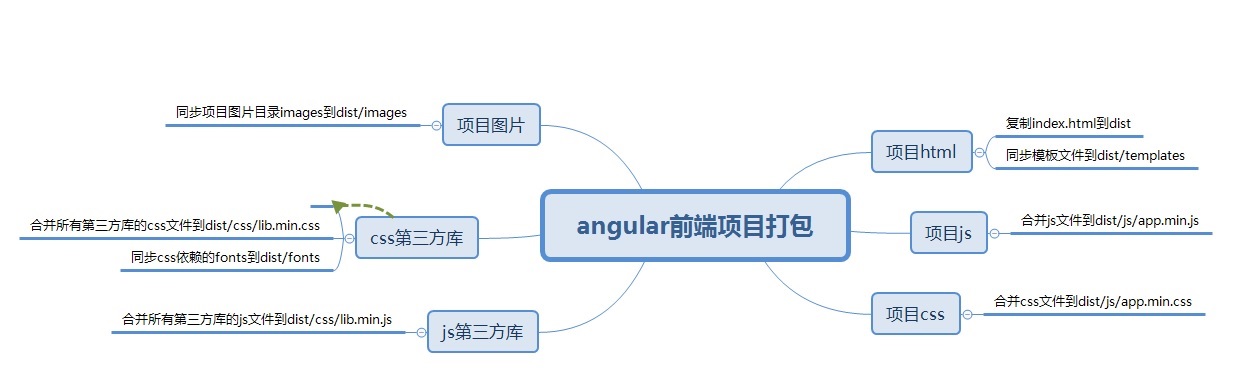 angular前端项目打包
项目html
复制index.html到dist
同步模板文件到dist/templates
项目js
合并js文件到dist/js/app.min.js
项目css
合并css文件到dist/js/app.min.css
项目图片
同步项目图片目录images到dist/images
css第三方库
合并所有第三方库的css文件到dist/css/lib.min.css
同步css依赖的fonts到dist/fonts
js第三方库
合并所有第三方库的js文件到dist/css/lib.min.js